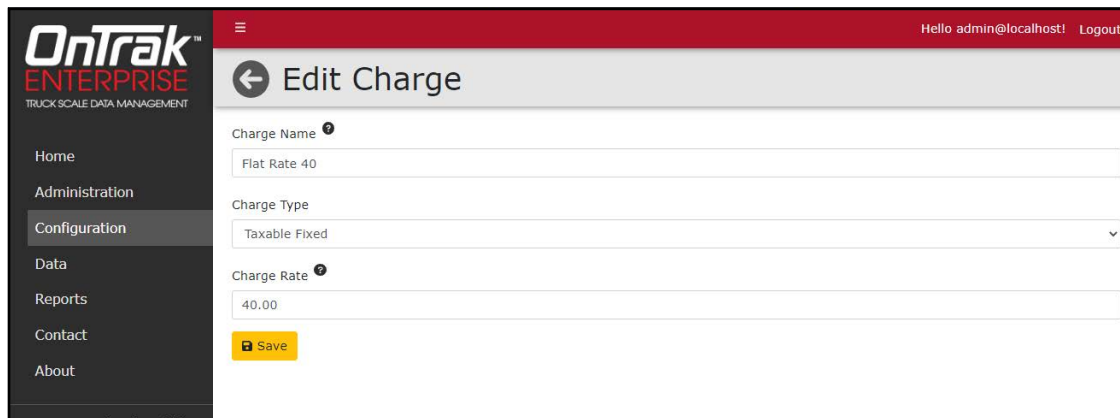 OnTrak™
ENTERPRISE
TRUCK SCALE DATA MANAGEMENT
Home
Administration
Configuration
Data
Reports
Contact
About
☰
Hello admin@localhost! Logout
Edit Charge
Charge Name ?
Flat Rate 40
Charge Type
Taxable Fixed
Charge Rate ?
40.00
Save